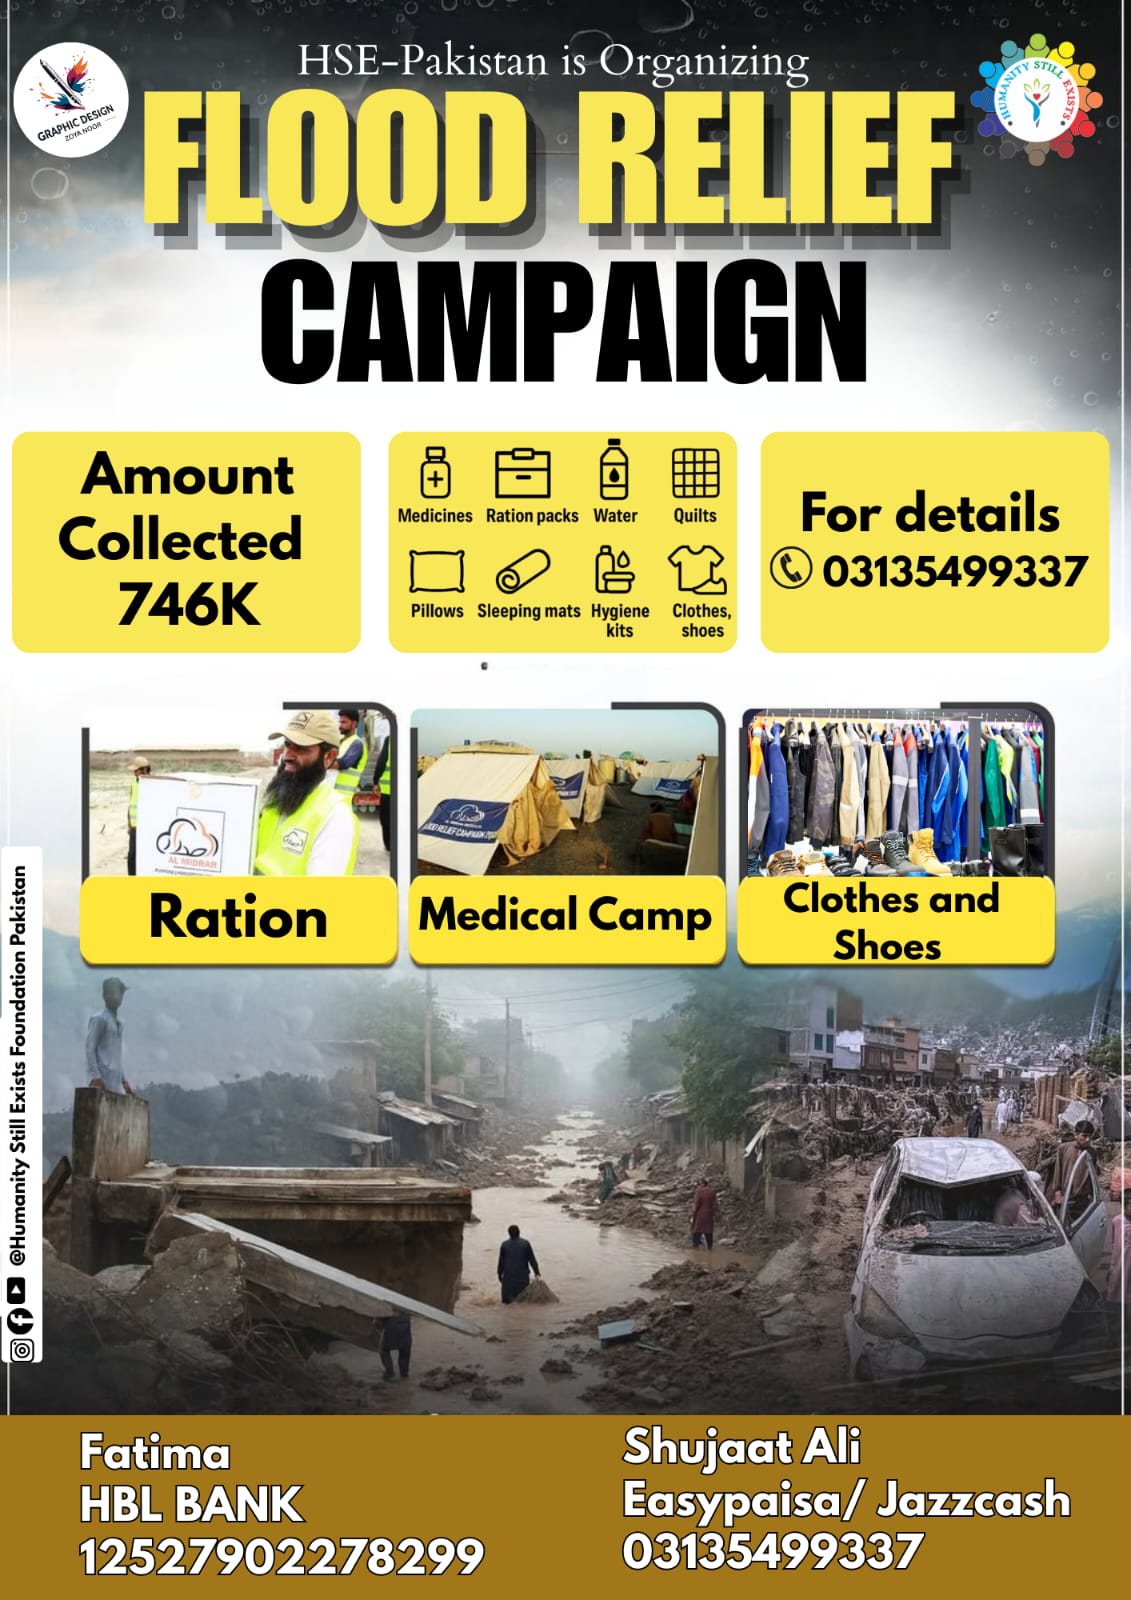 HSE-Pakistan is Organizing
GRAPHIC DESIGN
ZOYA NOOR
HUMANITY STILL EXISTS
FLOOD RELIEF
CAMPAIGN
Amount
Collected
746K
Medicines
Ration packs
Water
Quilts
Pillows
Sleeping mats
Hygiene
kits
Clothes,
shoes
For details
03135499337
AL MIDRAR
Ration
Medical Camp
Clothes and
Shoes
@Humanity Still Exists Foundation Pakistan
Fatima
HBL BANK
12527902278299
Shujaat Ali
Easypaisa/ Jazzcash
03135499337